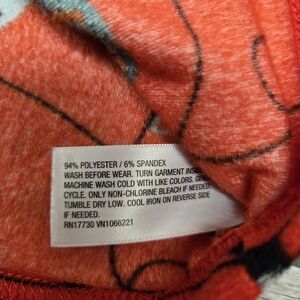 94% POLYESTER / 6% SPANDEX
WASH BEFORE WEAR. TURN GARMENT
MACHINE WASH COLD WITH LIKE COLORS.
CYCLE. ONLY NON-CHLORINE BLEACH IF NEEDED
TUMBLE DRY LOW. COOL IRON ON REVERSE SIDE
IF NEEDED.
RN17730 VN1066221